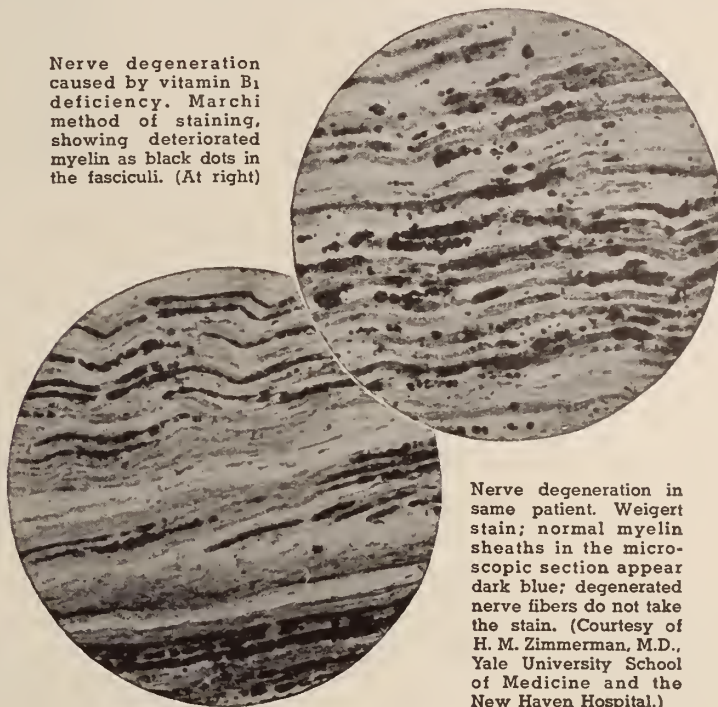 Nerve degeneration
caused by vitamin B₁
deficiency. Marchi
method of staining,
showing deteriorated
myelin as black dots in
the fasciculi. (At right)
Nerve degeneration in
same patient. Weigert
stain; normal myelin
sheaths in the micro-
scopic section appear
dark blue; degenerated
nerve fibers do not take
the stain. (Courtesy of
H. M. Zimmerman, M.D.,
Yale University School
of Medicine and the
New Haven Hospital.)